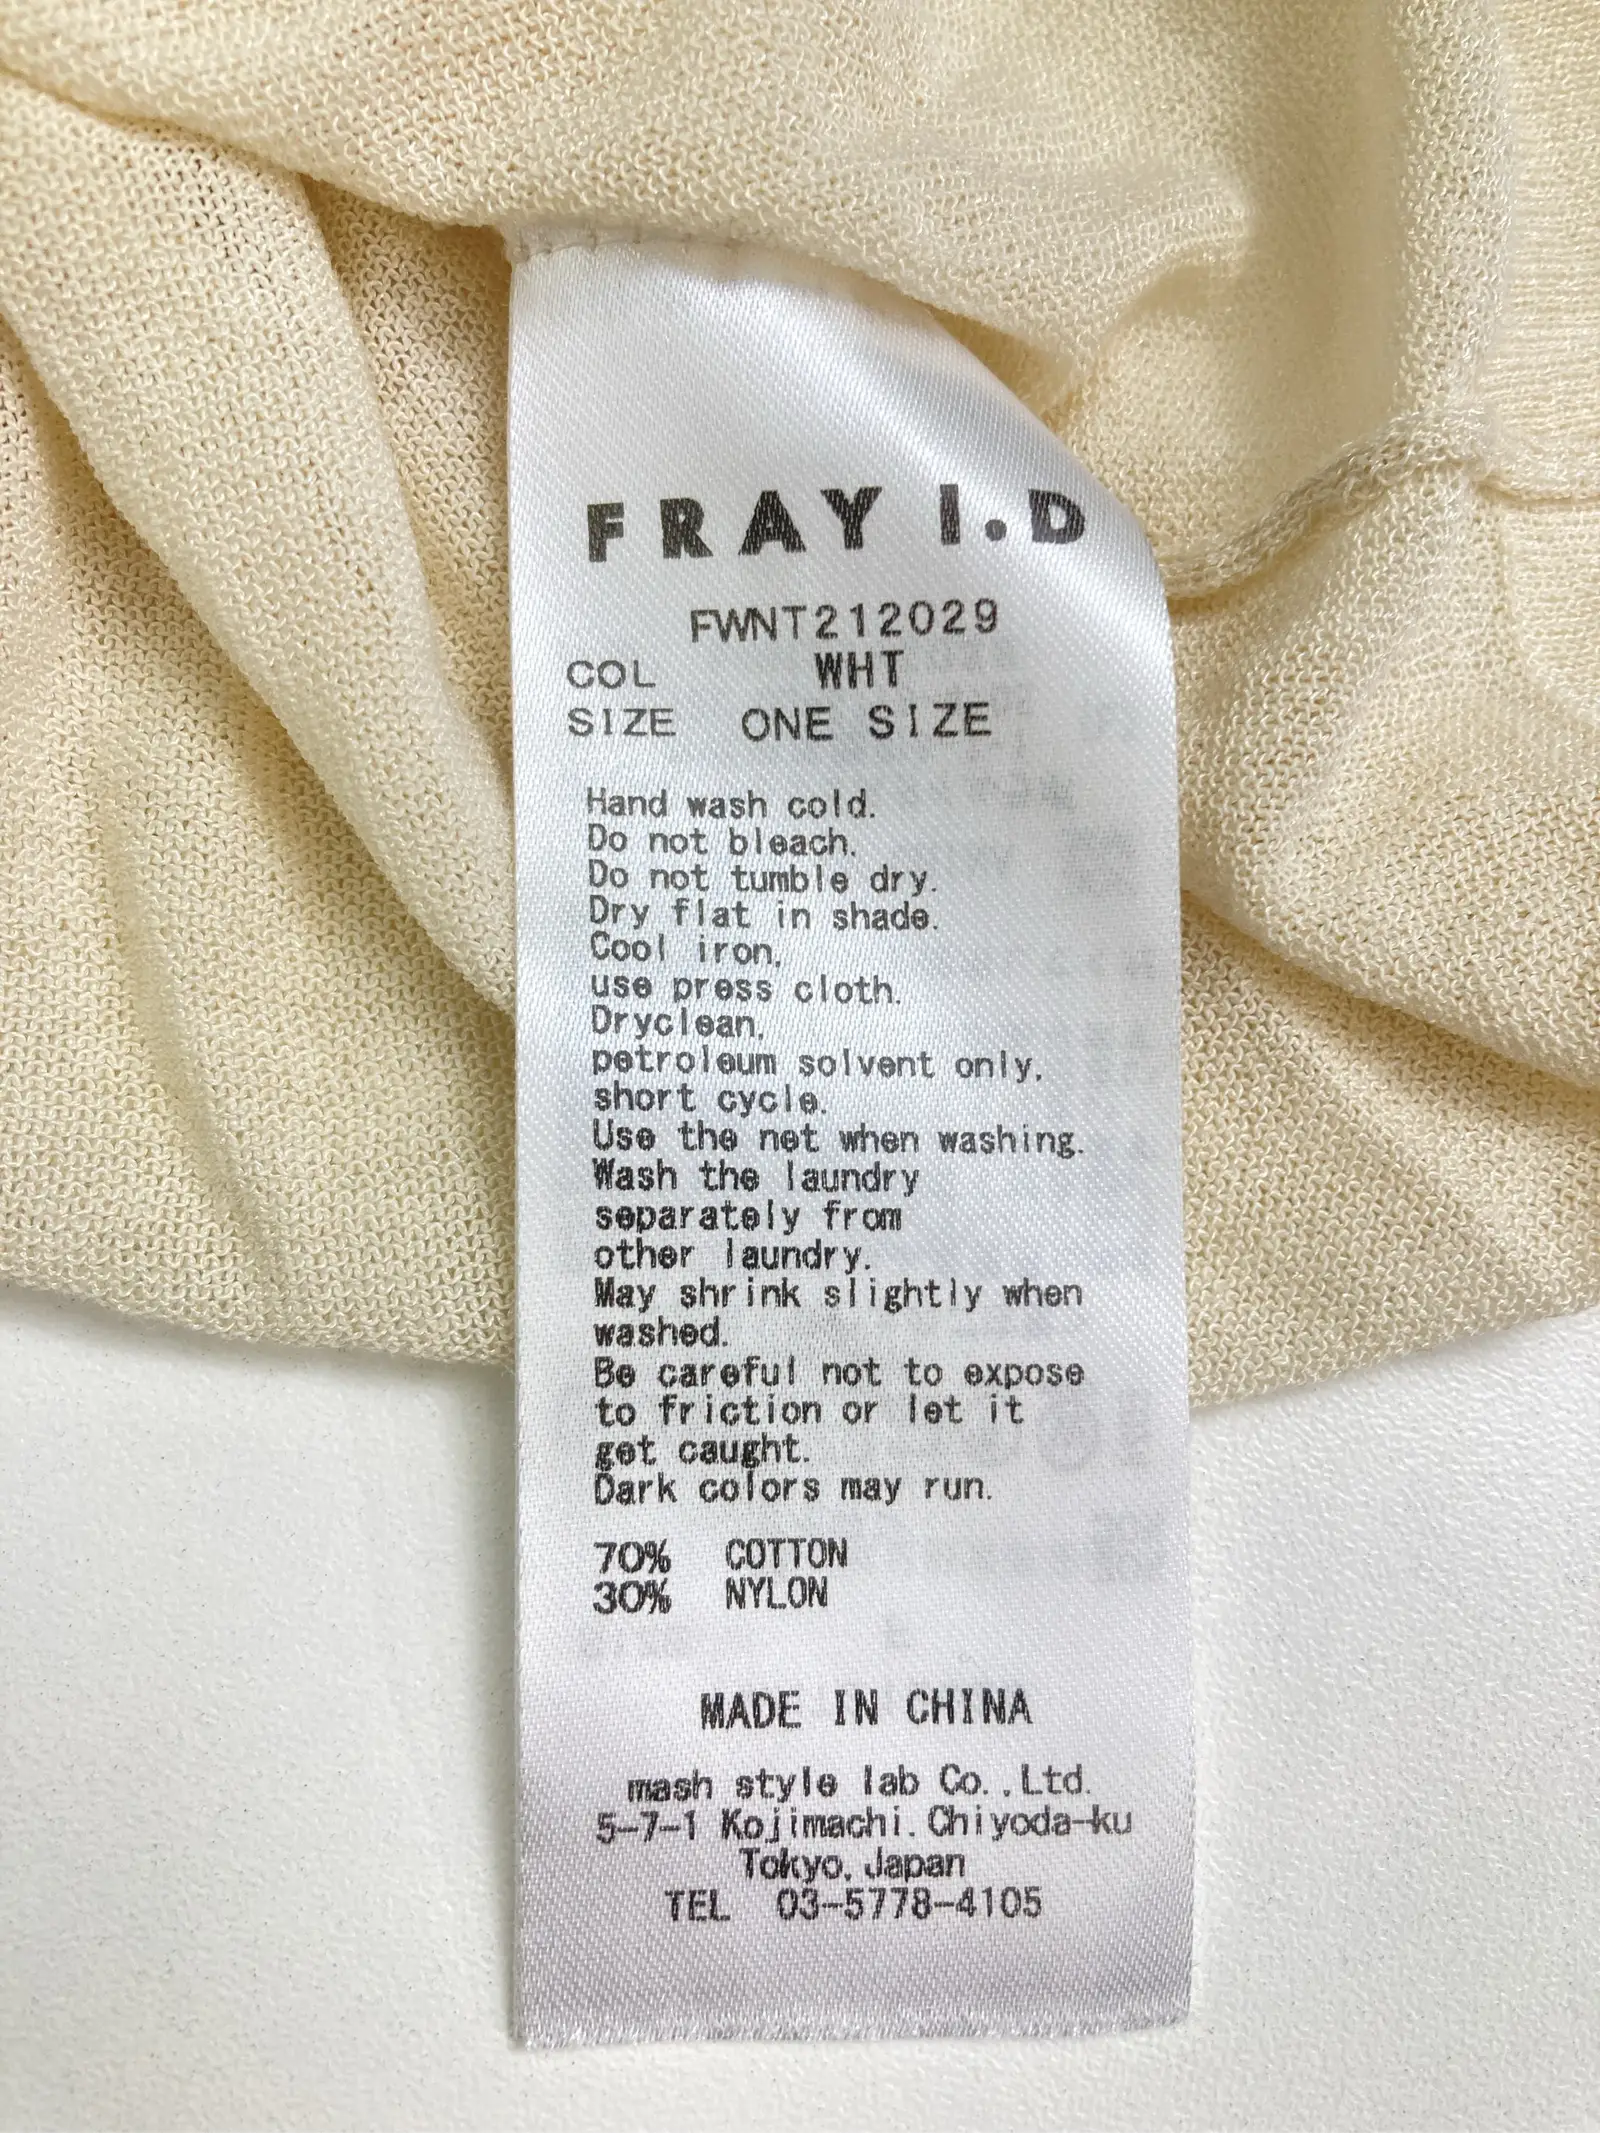 FRAY I.D
FWNT212029
COL WHT
SIZE ONE SIZE
Hand wash cold.
Do not bleach.
Do not tumble dry.
Dry flat in shade.
Cool iron,
use press cloth.
Dryclean,
petroleum solvent only,
short cycle.
Use the net when washing.
Wash the laundry
separately from
other laundry.
May shrink slightly when
washed.
Be careful not to expose
to friction or let it
get caught.
Dark colors may run.
70% COTTON
30% NYLON
MADE IN CHINA
mash style lab Co.,Ltd.
5-7-1 Kojimachi.Chiyoda-ku
Tokyo,Japan
TEL 03-5778-4105